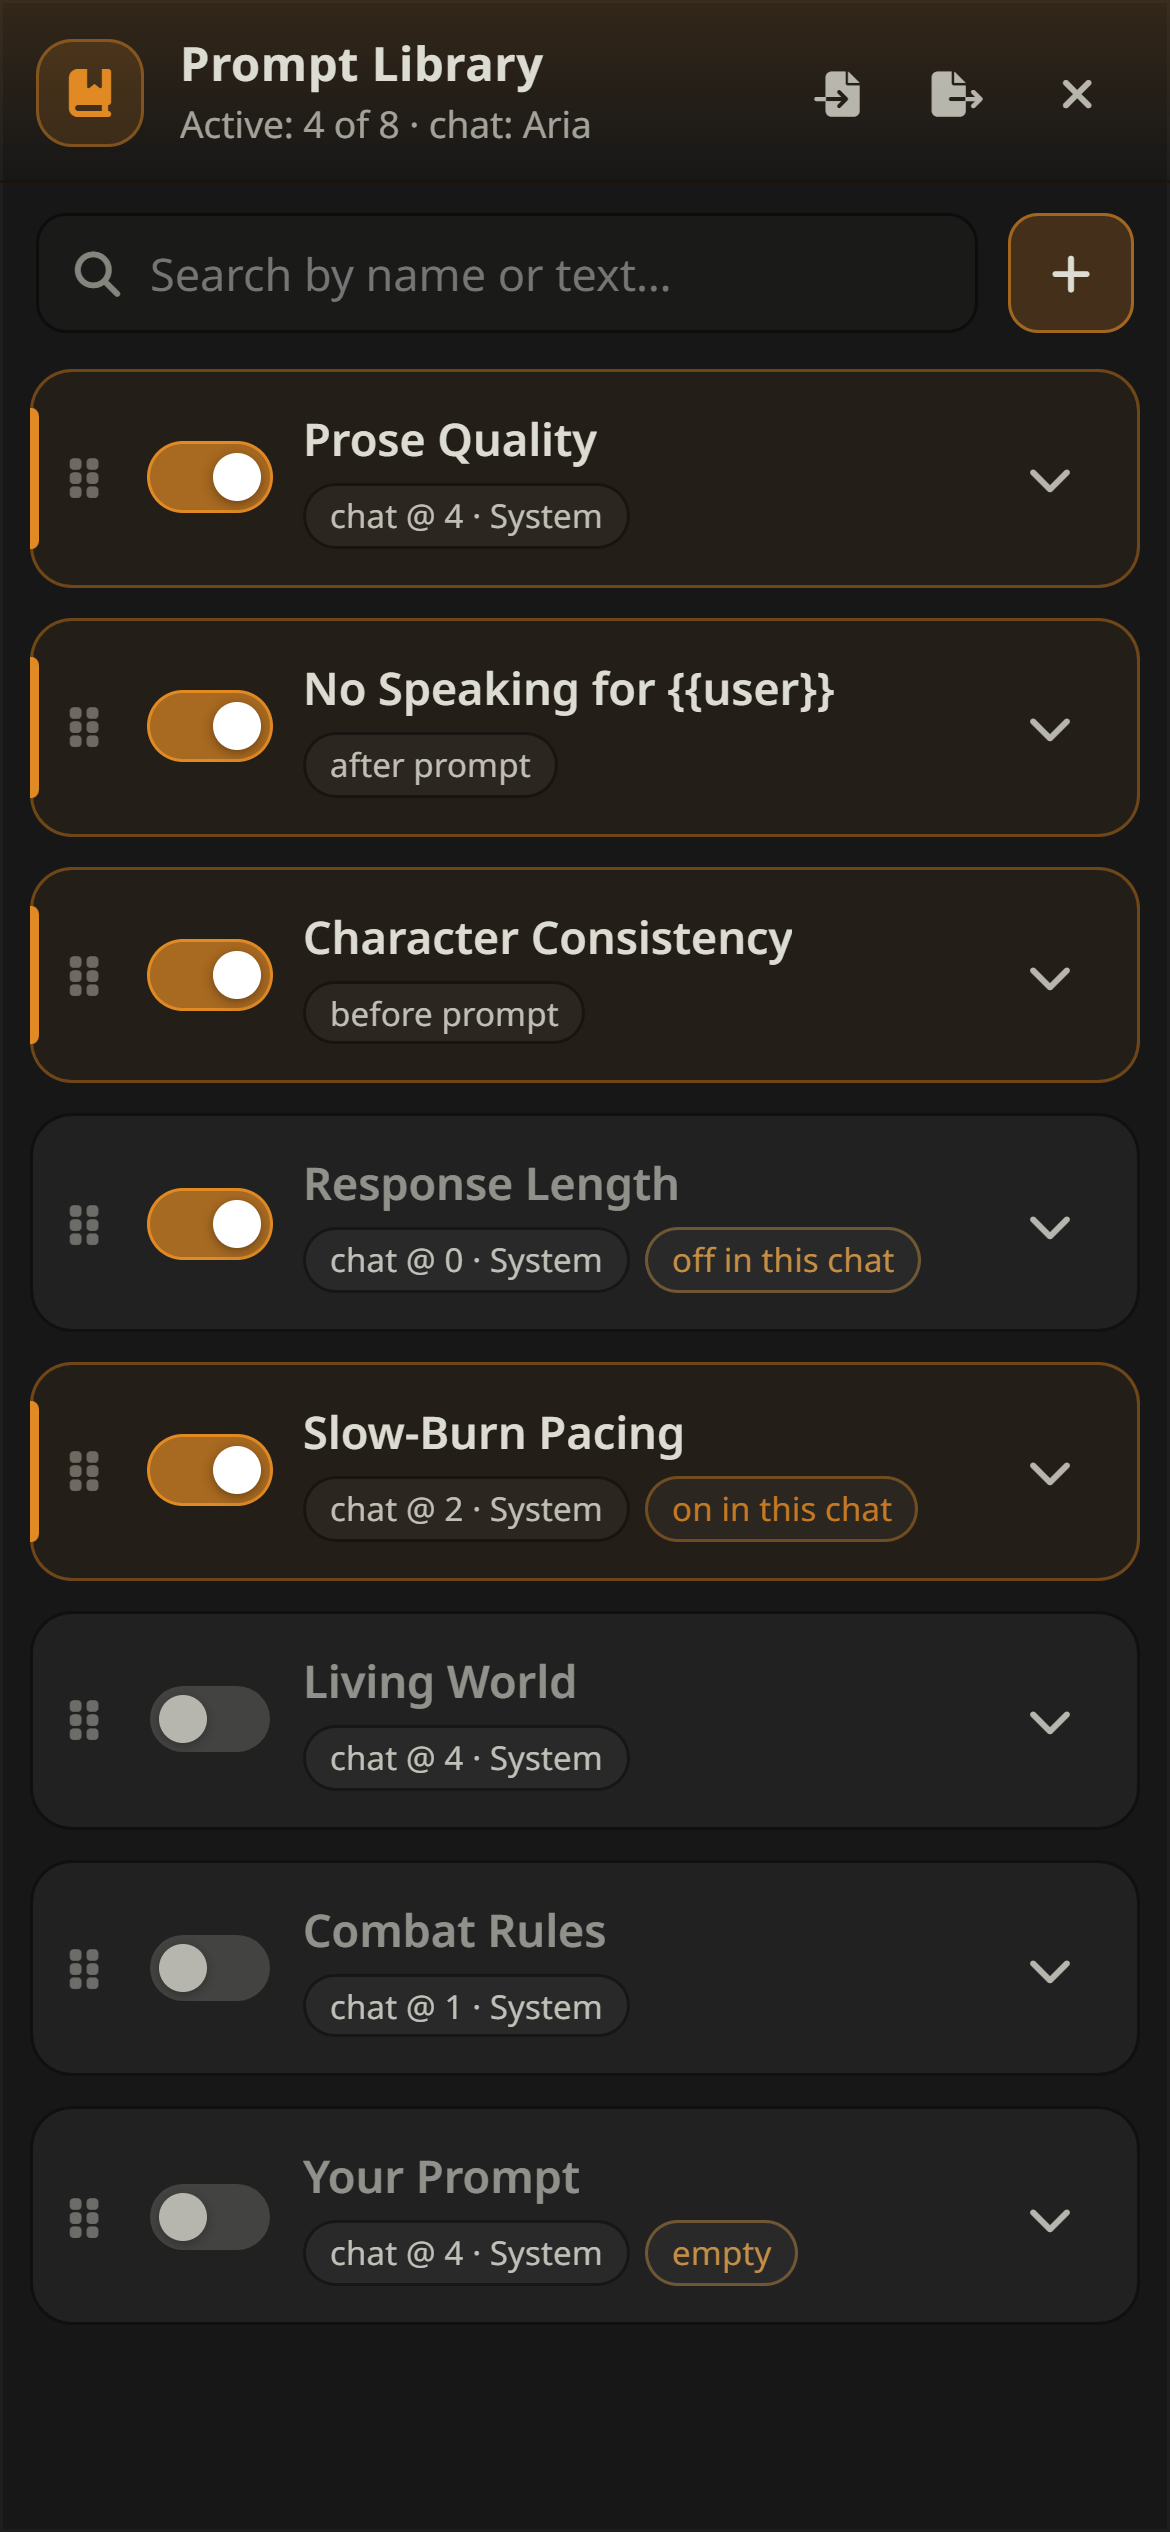 Prompt Library
Active: 4 of 8 · chat: Aria
Search by name or text...
Prose Quality
chat @ 4 · System
No Speaking for {{user}}
after prompt
Character Consistency
before prompt
Response Length
chat @ 0 · System off in this chat
Slow-Burn Pacing
chat @ 2 · System on in this chat
Living World
chat @ 4 · System
Combat Rules
chat @ 1 · System
Your Prompt
chat @ 4 · System empty